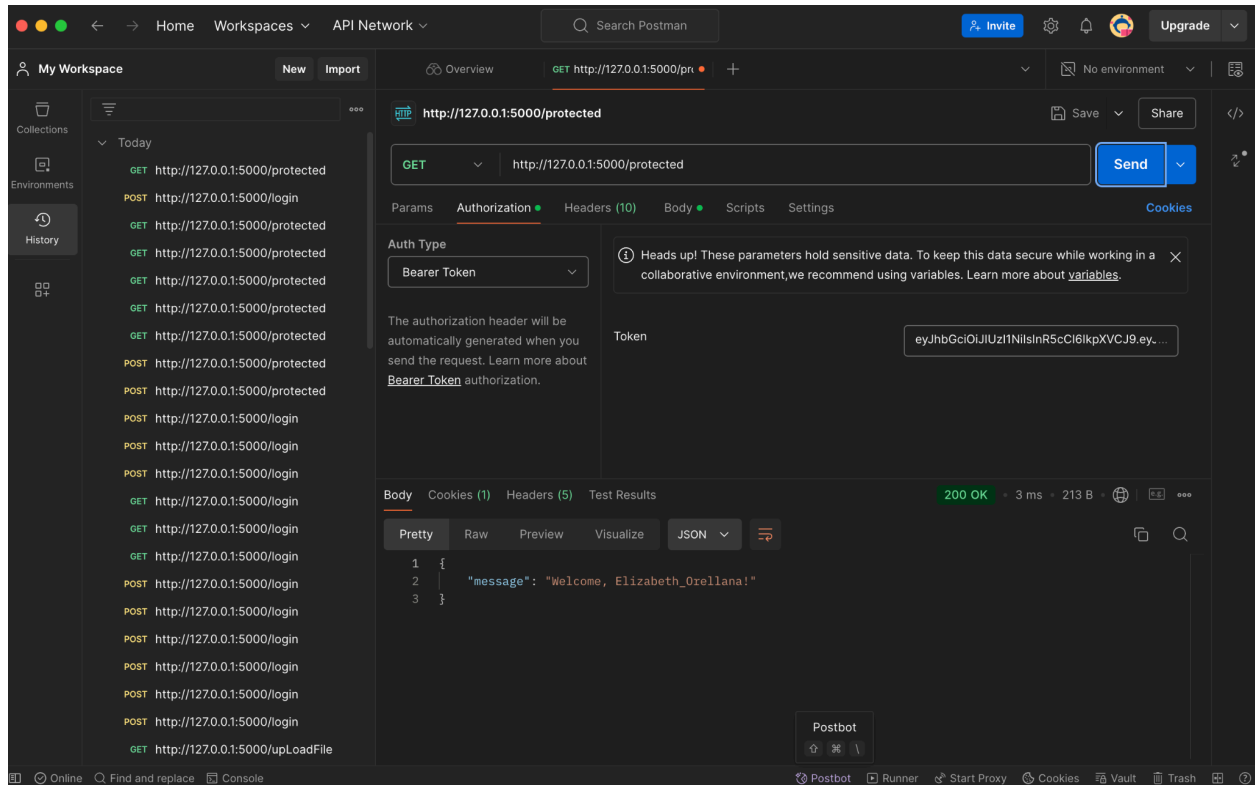 Home Workspaces API Network Search Postman Invite Upgrade
My Workspace New Import Overview GET http://127.0.0.1:5000/pr No environment
Collections
Environments
History
Today
GET http://127.0.0.1:5000/protected
POST http://127.0.0.1:5000/login
GET http://127.0.0.1:5000/protected
GET http://127.0.0.1:5000/protected
GET http://127.0.0.1:5000/protected
GET http://127.0.0.1:5000/protected
GET http://127.0.0.1:5000/protected
POST http://127.0.0.1:5000/protected
POST http://127.0.0.1:5000/protected
POST http://127.0.0.1:5000/login
POST http://127.0.0.1:5000/login
POST http://127.0.0.1:5000/login
GET http://127.0.0.1:5000/login
GET http://127.0.0.1:5000/login
GET http://127.0.0.1:5000/login
POST http://127.0.0.1:5000/login
POST http://127.0.0.1:5000/login
POST http://127.0.0.1:5000/login
POST http://127.0.0.1:5000/login
POST http://127.0.0.1:5000/login
POST http://127.0.0.1:5000/login
GET http://127.0.0.1:5000/upLoadFile
HTTP http://127.0.0.1:5000/protected Save Share
GET http://127.0.0.1:5000/protected Send
Params Authorization Headers (10) Body Scripts Settings Cookies
Auth Type
Bearer Token
The authorization header will be
automatically generated when you
send the request. Learn more about
Bearer Token authorization.
Heads up! These parameters hold sensitive data. To keep this data secure while working in a
collaborative environment,we recommend using variables. Learn more about variables.
Token
Body Cookies (1) Headers (5) Test Results 200 OK 3 ms 213 B e.g.
Pretty Raw Preview Visualize JSON
1 {
2 "message": "Welcome, Elizabeth_Orellana!"
3 }
Postbot
⇧ ⌘ \
Online Find and replace Console Postbot Runner Start Proxy Cookies Vault Trash